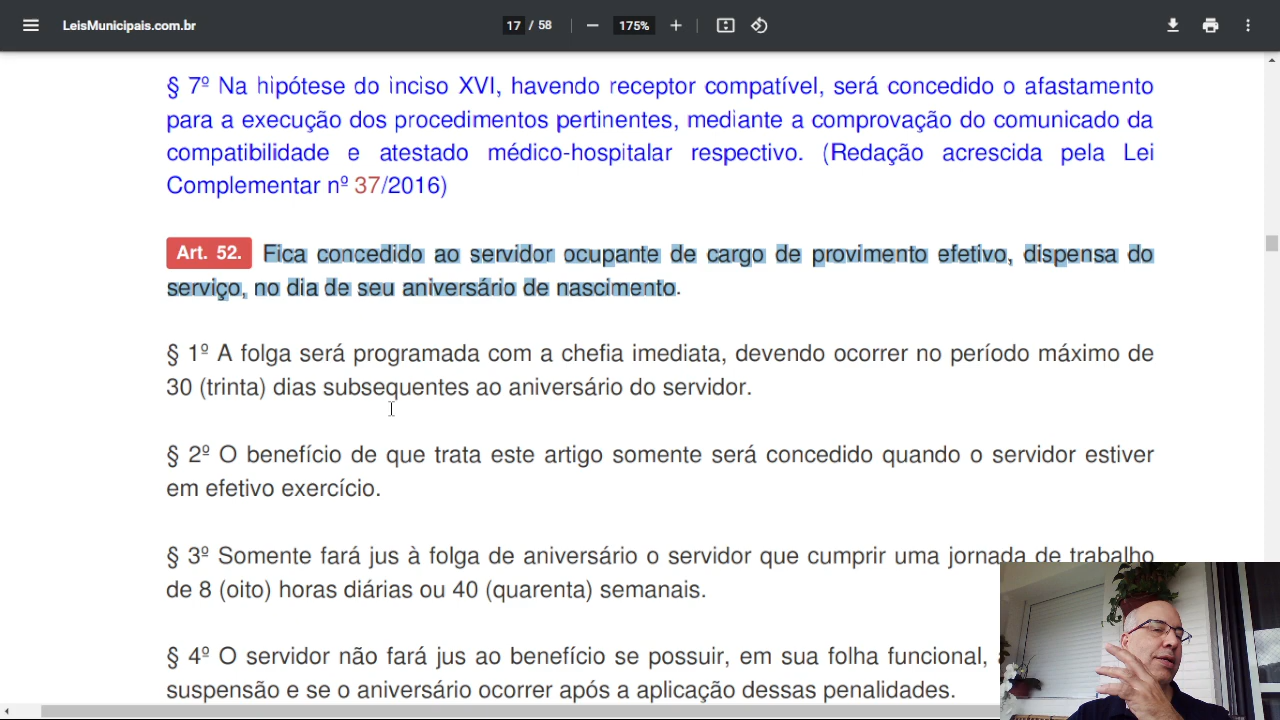 LeisMunicipais.com.br
17 / 58
175%
§ 7º Na hipótese do inciso XVI, havendo receptor compatível, será concedido o afastamento
para a execução dos procedimentos pertinentes, mediante a comprovação do comunicado da
compatibilidade e atestado médico-hospitalar respectivo. (Redação acrescida pela Lei
Complementar nº 37/2016)
Art. 52. Fica concedido ao servidor ocupante de cargo de provimento efetivo, dispensa do
serviço, no dia de seu aniversário de nascimento.
§ 1º A folga será programada com a chefia imediata, devendo ocorrer no período máximo de
30 (trinta) dias subsequentes ao aniversário do servidor.
§ 2º O benefício de que trata este artigo somente será concedido quando o servidor estiver
em efetivo exercício.
§ 3º Somente fará jus à folga de aniversário o servidor que cumprir uma jornada de trabalho
de 8 (oito) horas diárias ou 40 (quarenta) semanais.
§ 4º O servidor não fará jus ao benefício se possuir, em sua folha funcional,
suspensão e se o aniversário ocorrer após a aplicação dessas penalidades.